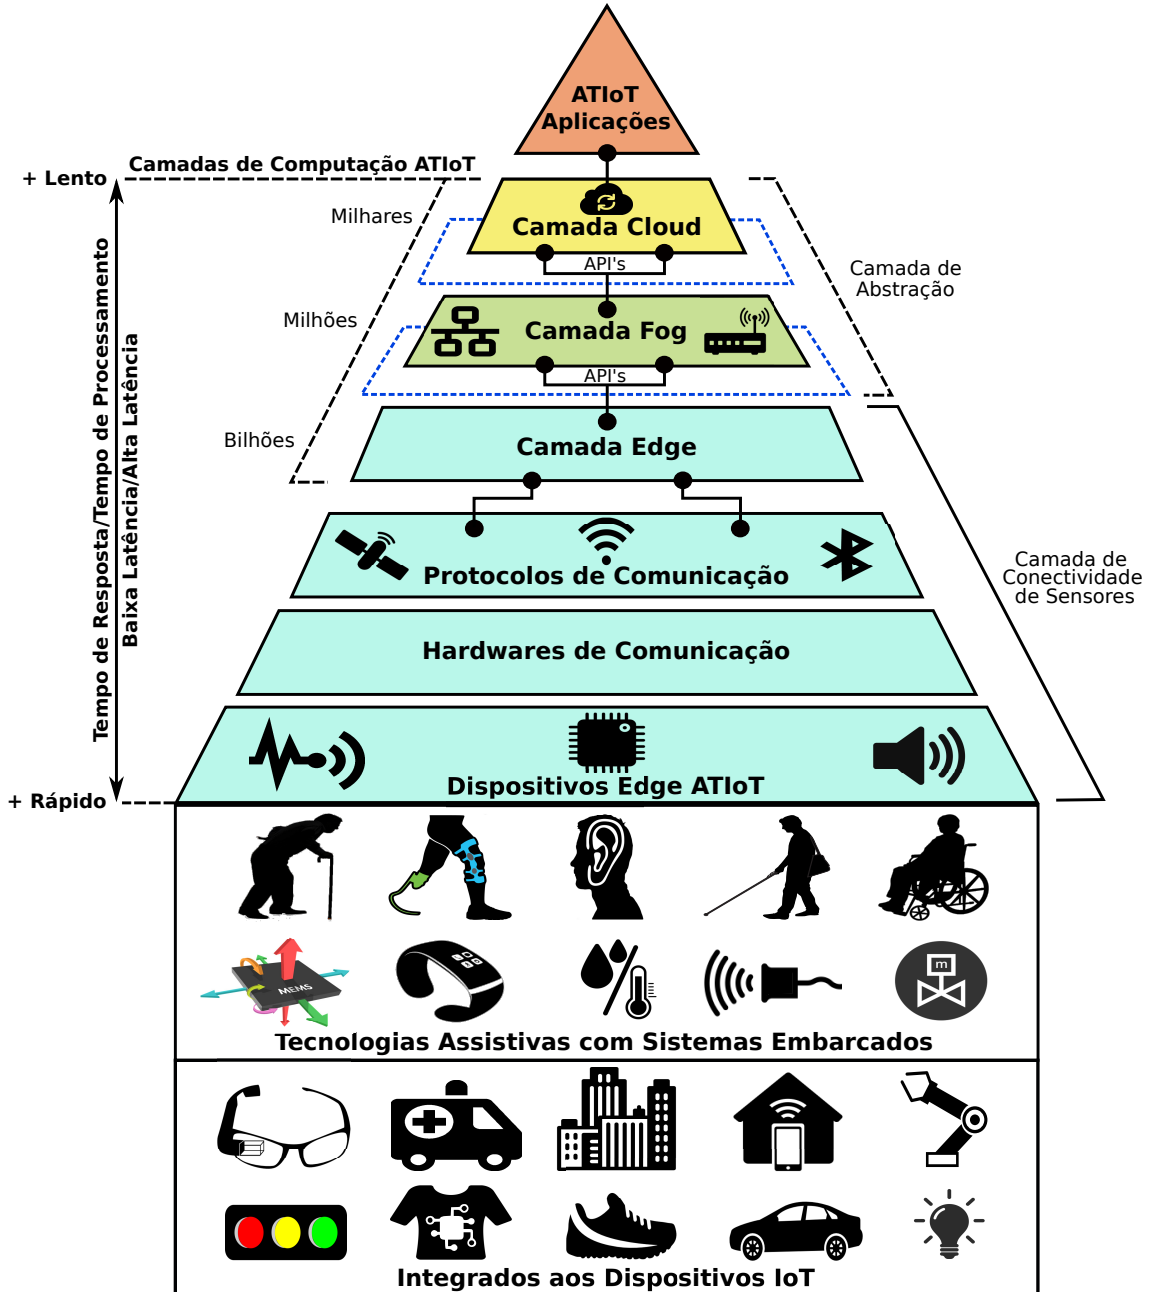 ATIoT
Aplicações
Camadas de Computação ATIoT
+ Lento
Milhares
Camada Cloud
API's
Camada de
Abstração
Milhões
Camada Fog
API's
Bilhões
Camada Edge
Tempo de Resposta/Tempo de Processamento
Baixa Latência/Alta Latência
Protocolos de Comunicação
Camada de
Conectividade
de Sensores
Hardwares de Comunicação
Dispositivos Edge ATIoT
+ Rápido
MEMS
m
Tecnologias Assistivas com Sistemas Embarcados
Integrados aos Dispositivos IoT